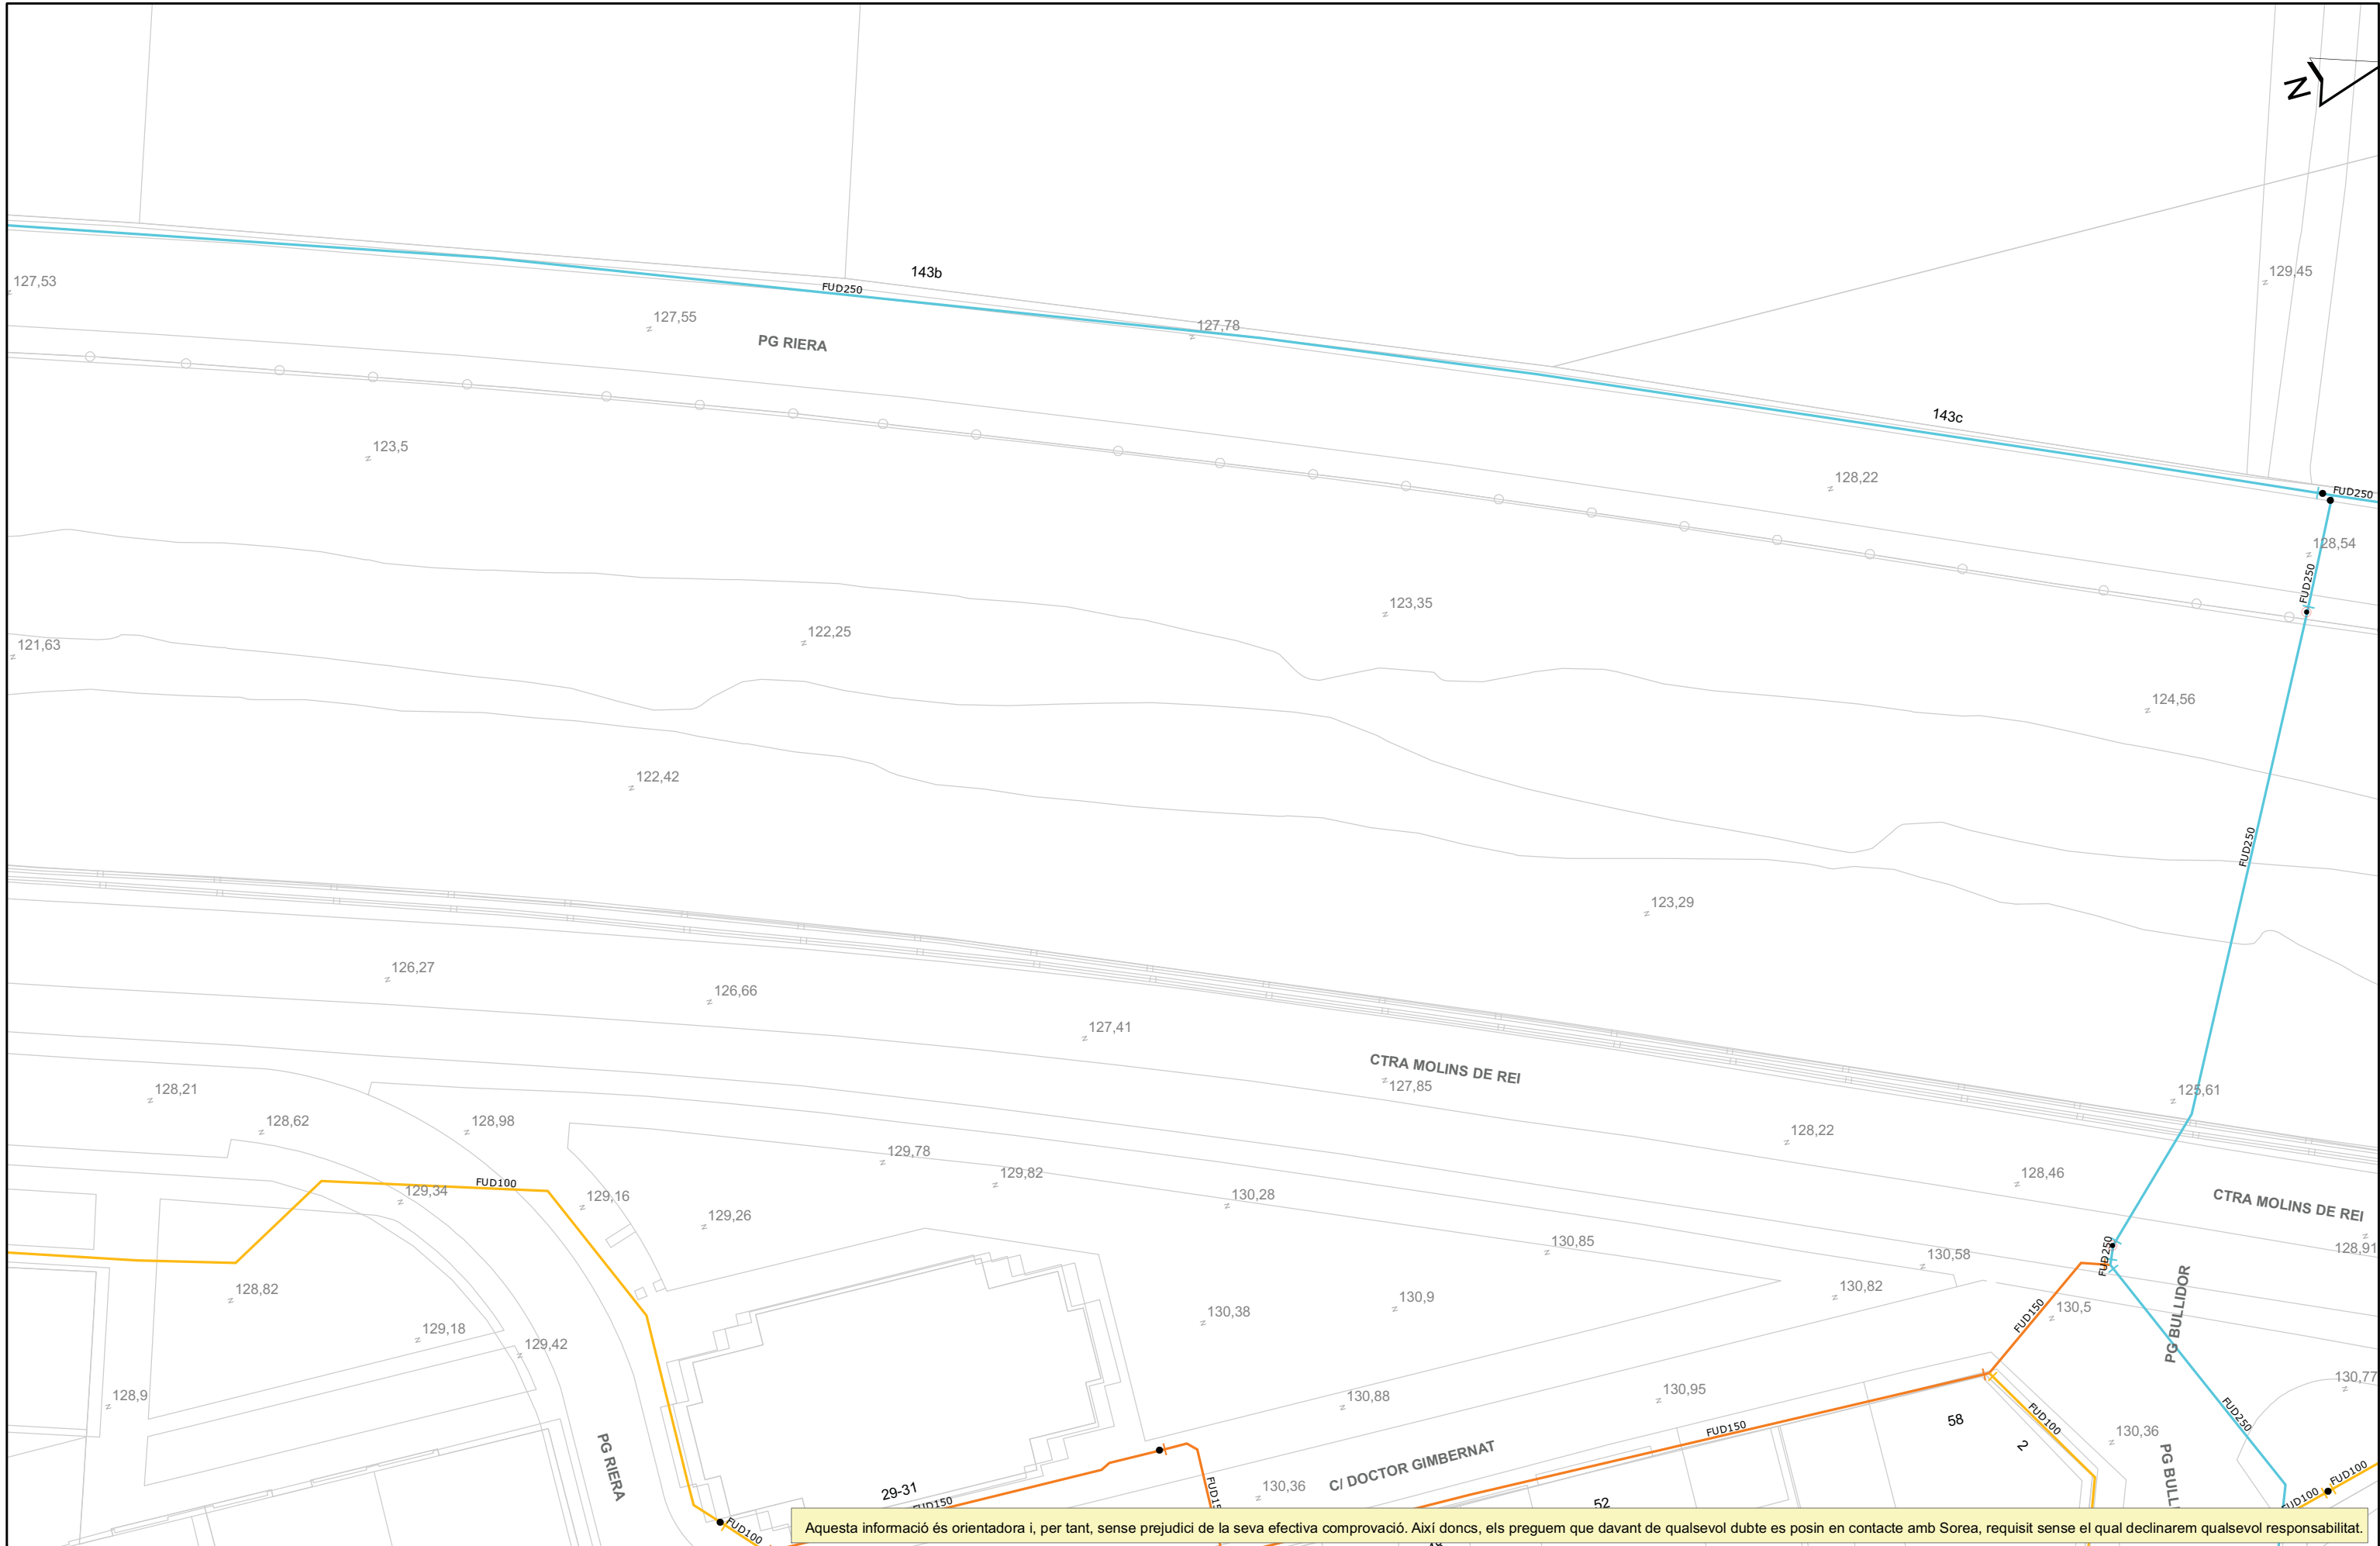 N
129,45
127,53
143b
FUD250
127,55
127,78
PG RIERA
143c
123,5
128,22
FUD250
128,54
FUD250
123,35
122,25
121,63
124,56
122,42
FUD250
123,29
126,27
126,66
127,41
CTRA MOLINS DE REI
127,85
125,61
128,21
128,62
128,98
128,22
129,78
129,82
128,46
FUD100
129,34
129,16
130,28
CTRA MOLINS DE REI
129,26
130,85
130,58
FUD250
128,91
128,82
130,38
130,9
130,82
FUD150
130,5
PG BULLIDOR
129,18
129,42
128,9
130,88
130,95
130,77
FUD150
58
FUD100
FUD250
2
130,36
PG RIERA
C/ DOCTOR GIMBERNAT
PG BULL
29-31
FUD150
FUD15
130,36
52
FUD100
FUD100
FUD100
Aquesta informació és orientadora i, per tant, sense prejudici de la seva efectiva comprovació. Així doncs, els preguem que davant de qualsevol dubte es posin en contacte amb Sorea, requisit sense el qual declinarem qualsevol responsabilitat.